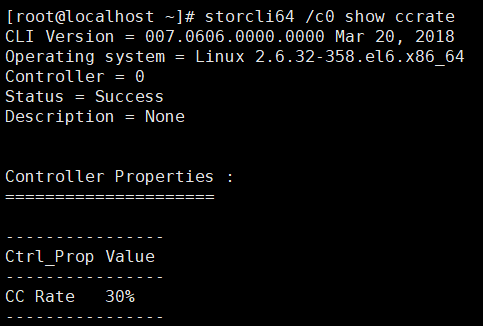 [root@localhost ~]# storcli64 /c0 show ccrate
CLI Version = 007.0606.0000.0000 Mar 20, 2018
Operating system = Linux 2.6.32-358.el6.x86_64
Controller = 0
Status = Success
Description = None
Controller Properties :
=====================
----------------
Ctrl_Prop Value
----------------
CC Rate   30%
----------------